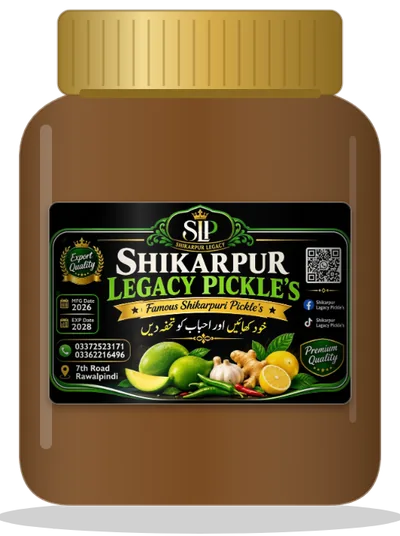 SLP
SHIKARPUR LEGACY
SHIKARPUR
LEGACY PICKLE'S
Famous Shikarpuri Pickle's
خود کھائیں اور احباب کو تحفہ دیں
Export
Quality
MFG Date
2026
EXP Date
2028
03372523171
03362216496
7th Road
Rawalpindi
Shikarpur
Legacy Pickle's
Shikarpur
Legacy Pickle's
Premium
Quality